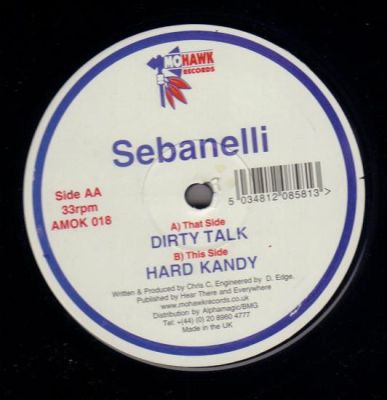 MOHAWK
RECORDS
Sebanelli
Side AA
33rpm
AMOK 018
5 034812 085813 >
A) That Side
DIRTY TALK
B) This Side
HARD KANDY
Written & Produced by Chris C, Engineered by D. Edge.
Published by Hear There and Everywhere
www.mohawkrecords.co.uk
Distribution by Alphamagic/BMG
Tel: +(44) (0) 20 8960 4777
Made in the UK